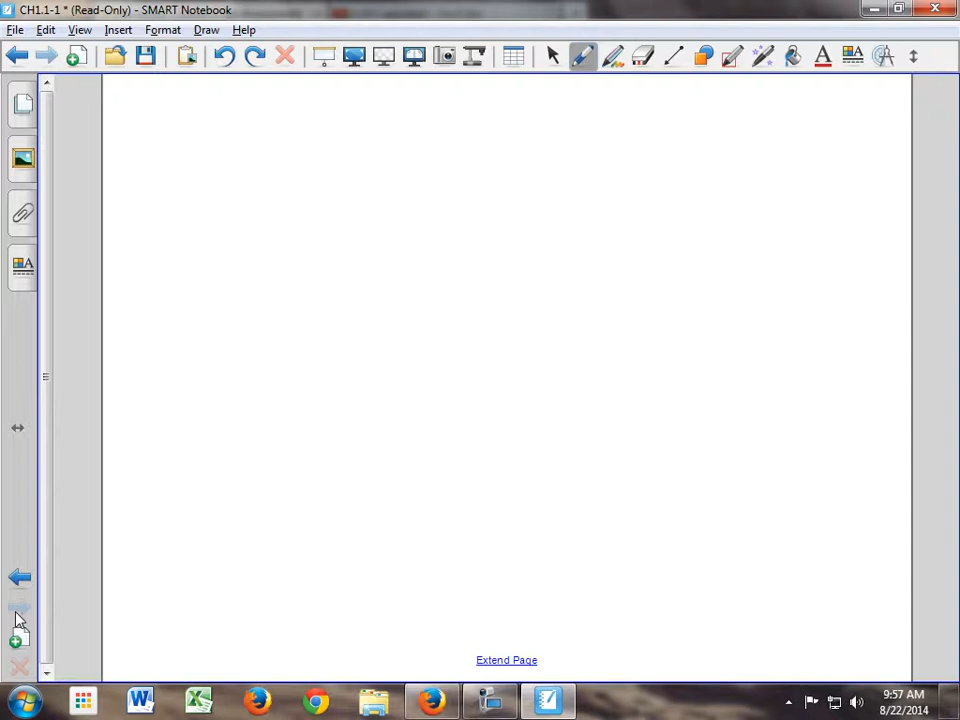 CH1.1-1 * (Read-Only) - SMART Notebook
File Edit View Insert Format Draw Help
Extend Page
9:57 AM
8/22/2014